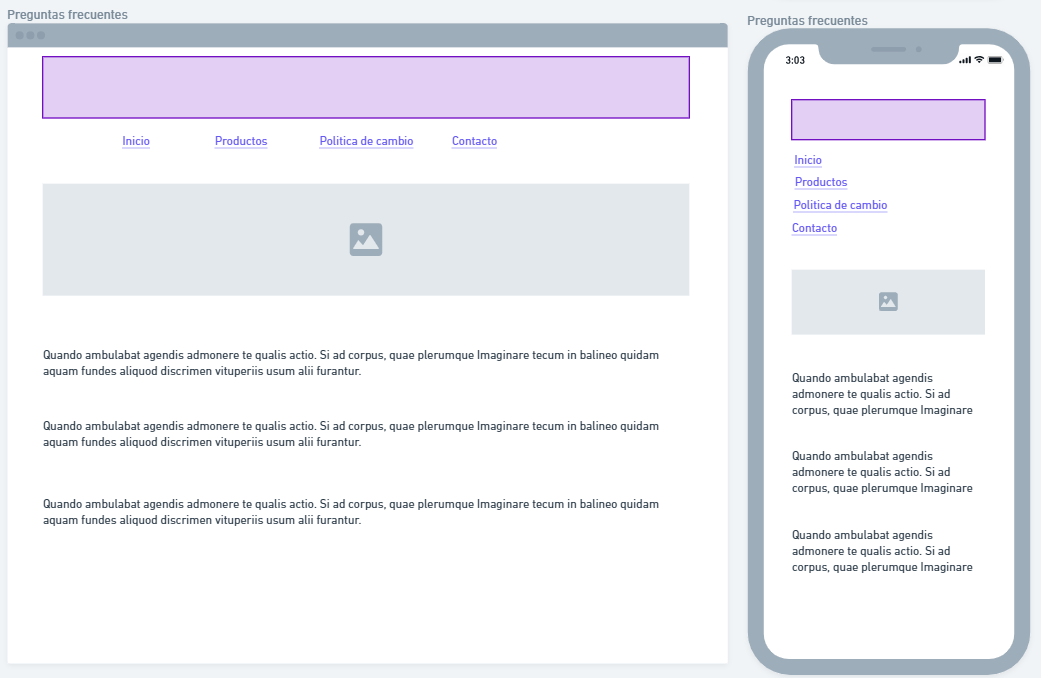 Preguntas frecuentes
Inicio
Productos
Politica de cambio
Contacto
Quando ambulabat agendis admonere te qualis actio. Si ad corpus, quae plerumque Imaginare tecum in balineo quidam
aquam fundes aliquod discrimen vituperiis usum alii furantur.
Quando ambulabat agendis admonere te qualis actio. Si ad corpus, quae plerumque Imaginare tecum in balineo quidam
aquam fundes aliquod discrimen vituperiis usum alii furantur.
Quando ambulabat agendis admonere te qualis actio. Si ad corpus, quae plerumque Imaginare tecum in balineo quidam
aquam fundes aliquod discrimen vituperiis usum alii furantur.
Preguntas frecuentes
3:03
Inicio
Productos
Politica de cambio
Contacto
Quando ambulabat agendis
admonere te qualis actio. Si ad
corpus, quae plerumque Imaginare
Quando ambulabat agendis
admonere te qualis actio. Si ad
corpus, quae plerumque Imaginare
Quando ambulabat agendis
admonere te qualis actio. Si ad
corpus, quae plerumque Imaginare